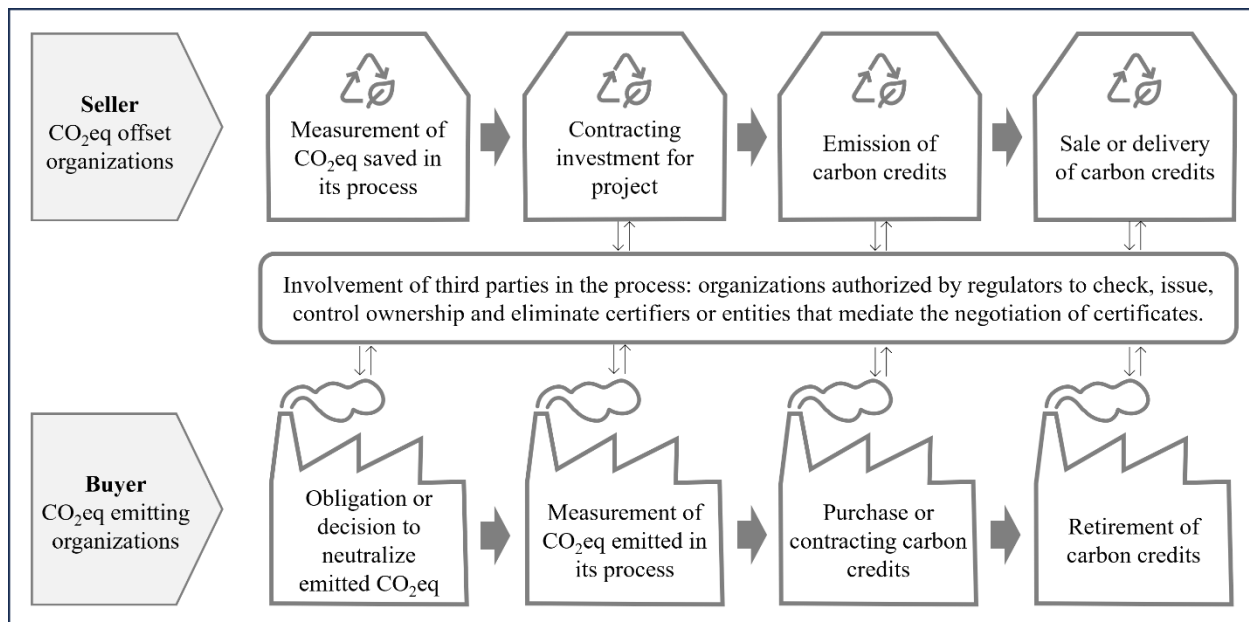 Seller
CO₂eq offset
organizations
Measurement of
CO₂eq saved in
its process
Contracting
investment for
project
Emission of
carbon credits
Sale or delivery
of carbon credits
Involvement of third parties in the process: organizations authorized by regulators to check, issue,
control ownership and eliminate certifiers or entities that mediate the negotiation of certificates.
Buyer
CO₂eq emitting
organizations
Obligation or
decision to
neutralize
emitted CO₂eq
Measurement of
CO₂eq emitted in
its process
Purchase or
contracting carbon
credits
Retirement of
carbon credits